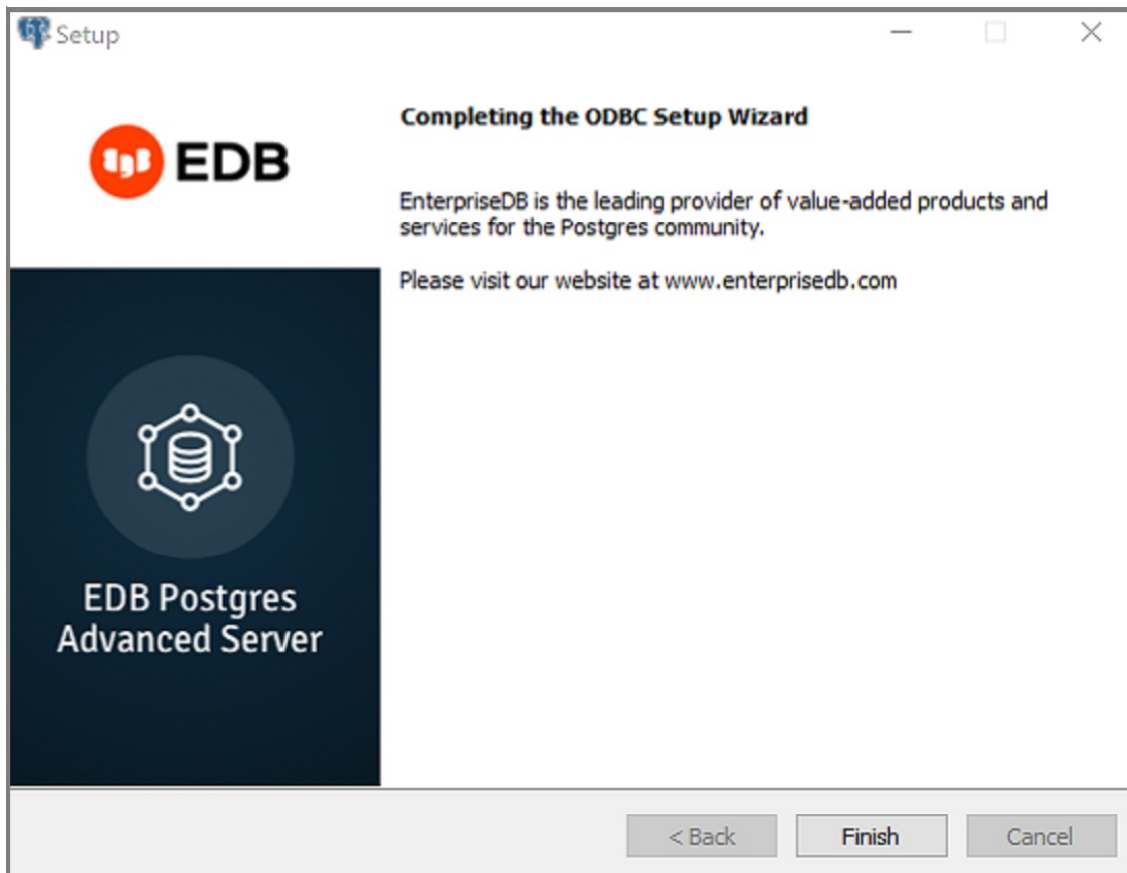 Setup
EDB
Completing the ODBC Setup Wizard
EnterpriseDB is the leading provider of value-added products and
services for the Postgres community.
Please visit our website at www.enterprisedb.com
EDB Postgres
Advanced Server
< Back
Finish
Cancel